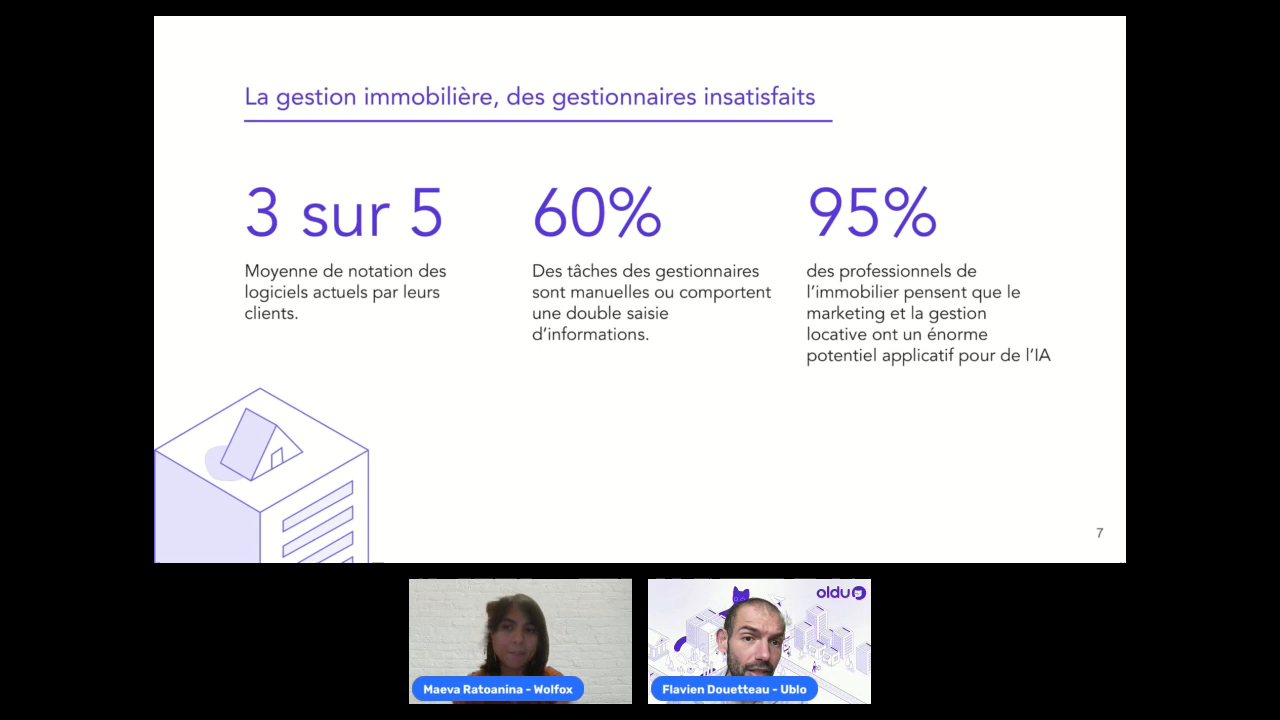 La gestion immobilière, des gestionnaires insatisfaits
3 sur 5
Moyenne de notation des
logiciels actuels par leurs
clients.
60%
Des tâches des gestionnaires
sont manuelles ou comportent
une double saisie
d’informations.
95%
des professionnels de
l’immobilier pensent que le
marketing et la gestion
locative ont un énorme
potentiel applicatif pour de l’IA
7
oldu
Maeva Ratoanina - Wolfox
Flavien Douetteau - Ublo